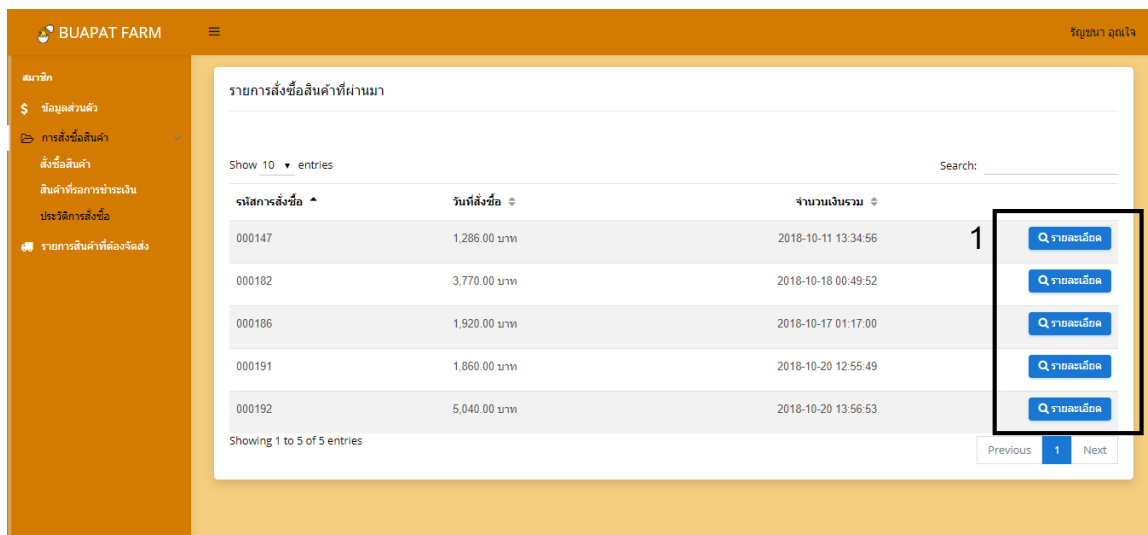 BUAPAT FARM
รัญชนา อุณใจ
สมาชิก
ข้อมูลส่วนตัว
การสั่งซื้อสินค้า
สั่งซื้อสินค้า
สินค้าที่รอการชำระเงิน
ประวัติการสั่งซื้อ
รายการสินค้าที่ต้องจัดส่ง
รายการสั่งซื้อสินค้าที่ผ่านมา
Show 10 entries Search:
รหัสการสั่งซื้อ วันที่สั่งซื้อ จำนวนเงินรวม
000147 1,286.00 บาท 2018-10-11 13:34:56 1 รายละเอียด
000182 3,770.00 บาท 2018-10-18 00:49:52 รายละเอียด
000186 1,920.00 บาท 2018-10-17 01:17:00 รายละเอียด
000191 1,860.00 บาท 2018-10-20 12:55:49 รายละเอียด
000192 5,040.00 บาท 2018-10-20 13:56:53 รายละเอียด
Showing 1 to 5 of 5 entries
Previous 1 Next